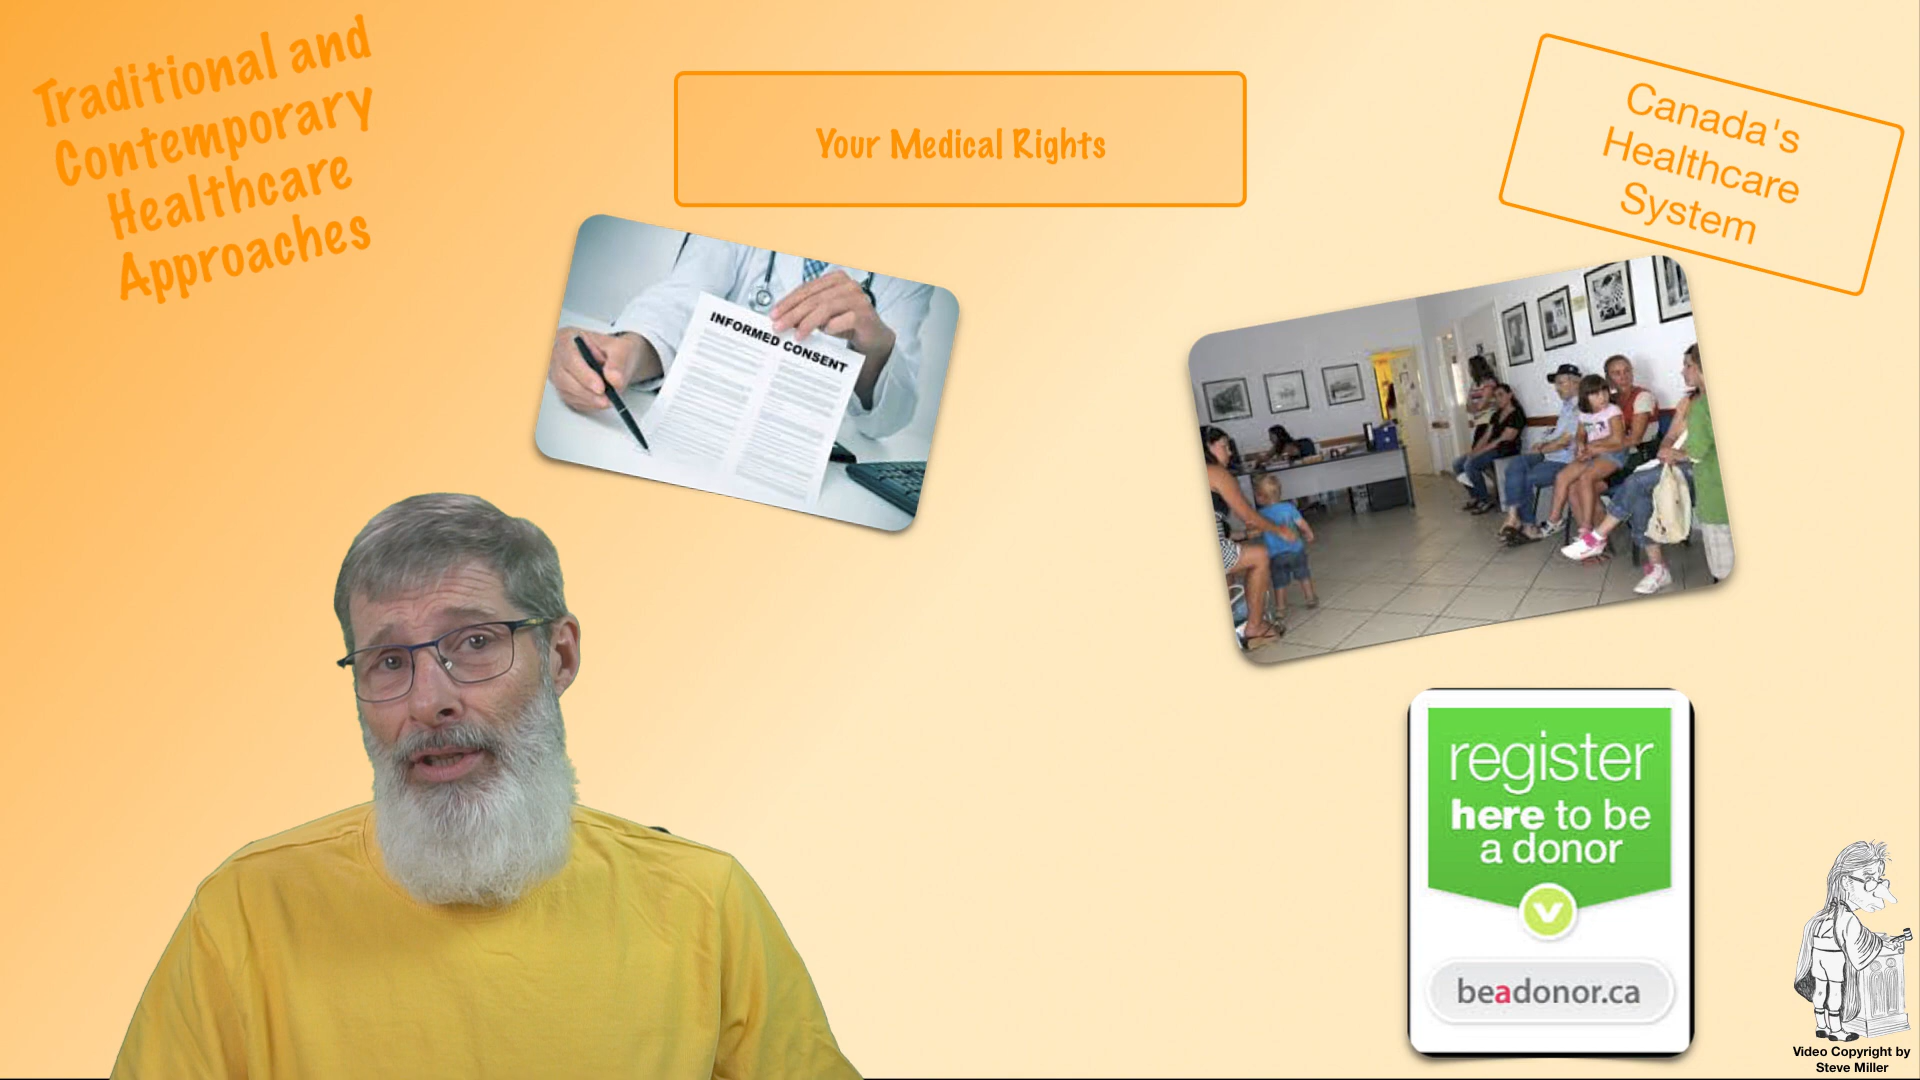 Traditional and
Contemporary
Healthcare
Approaches
Your Medical Rights
Canada's
Healthcare
System
INFORMED CONSENT
register
here to be
a donor
beadonor.ca
Video Copyright by
Steve Miller